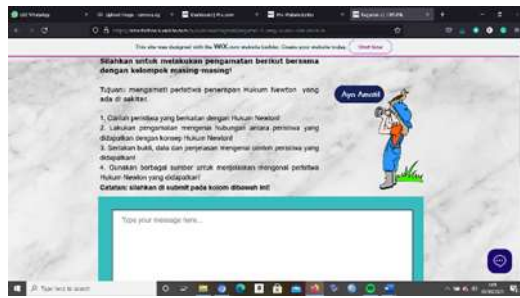 WhatsApp
This site was designed with the WIX.com website builder. Create your website today. Start Now
Silahkan untuk melakukan pengamatan berikut bersama
dengan kelompok masing-masing!
Tujuan: mengamati peristiwa penerapan Hukum Newton yang
ada di sekitar.
Ayo Amati!
1. Carilah peristiwa yang berkaitan dengan Hukum Newton!
2. Lakukan pengamatan mengenai hubungan antara peristiwa yang
didapatkan dengan konsep Hukum Newton!
3. Sertakan bukti, data dan penjelasan mengenai contoh peristiwa yang
didapatkan!
4. Gunakan berbagai sumber untuk menjelaskan mengenai peristiwa
Hukum Newton yang didapatkan!
Catatan: silahkan di submit pada kolom dibawah ini!
Type your message here...
Type here to search